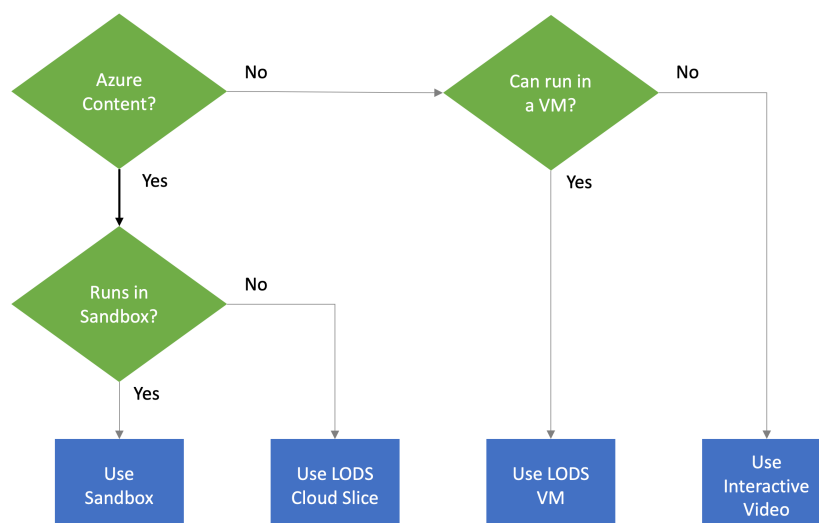 Azure
Content?
No
Can run in
a VM?
No
Yes
Yes
Runs in
Sandbox?
No
Yes
Use
Sandbox
Use LODS
Cloud Slice
Use LODS
VM
Use
Interactive
Video